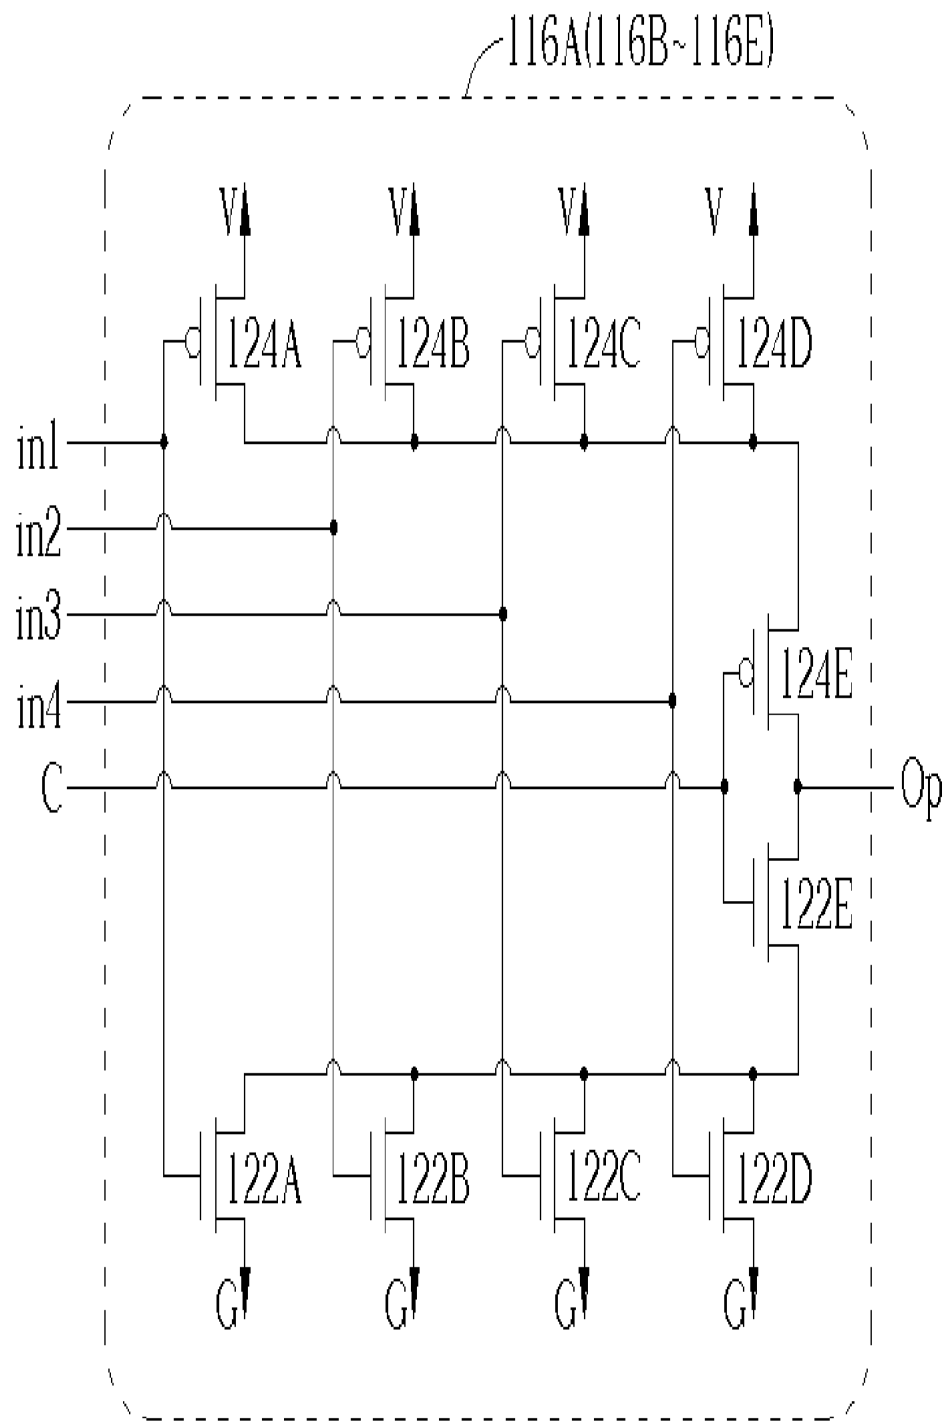 116A(116B~116E)
V V V V
124A 124B 124C 124D
in1
in2
in3
124E
in4
C
Op
122E
122A 122B 122C 122D
G G G G